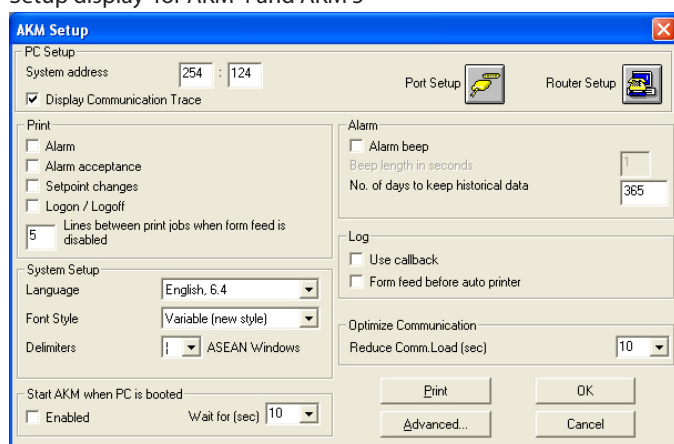 Setup display for AKM 4 and AKM 5
AKM Setup
PC Setup
System address 254 : 124
Port Setup
Router Setup
Display Communication Trace
Print
Alarm
Alarm acceptance
Setpoint changes
Logon / Logoff
5 Lines between print jobs when form feed is
disabled
System Setup
Language English, 6.4
Font Style Variable (new style)
Delimiters ¦ ASEAN Windows
Start AKM when PC is booted
Enabled Wait for (sec) 10
Alarm
Alarm beep
Beep length in seconds 1
No. of days to keep historical data 365
Log
Use callback
Form feed before auto printer
Optimize Communication
Reduce Comm.Load (sec) 10
Print OK
Advanced... Cancel